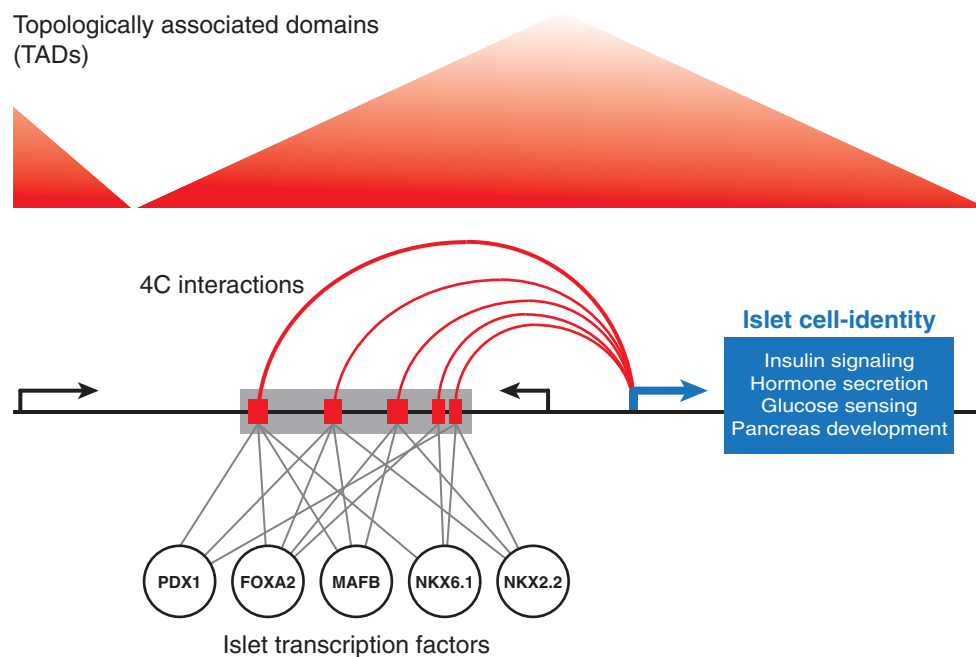 Topologically associated domains
(TADs)
4C interactions
Islet cell-identity
Insulin signaling
Hormone secretion
Glucose sensing
Pancreas development
PDX1
FOXA2
MAFB
NKX6.1
NKX2.2
Islet transcription factors